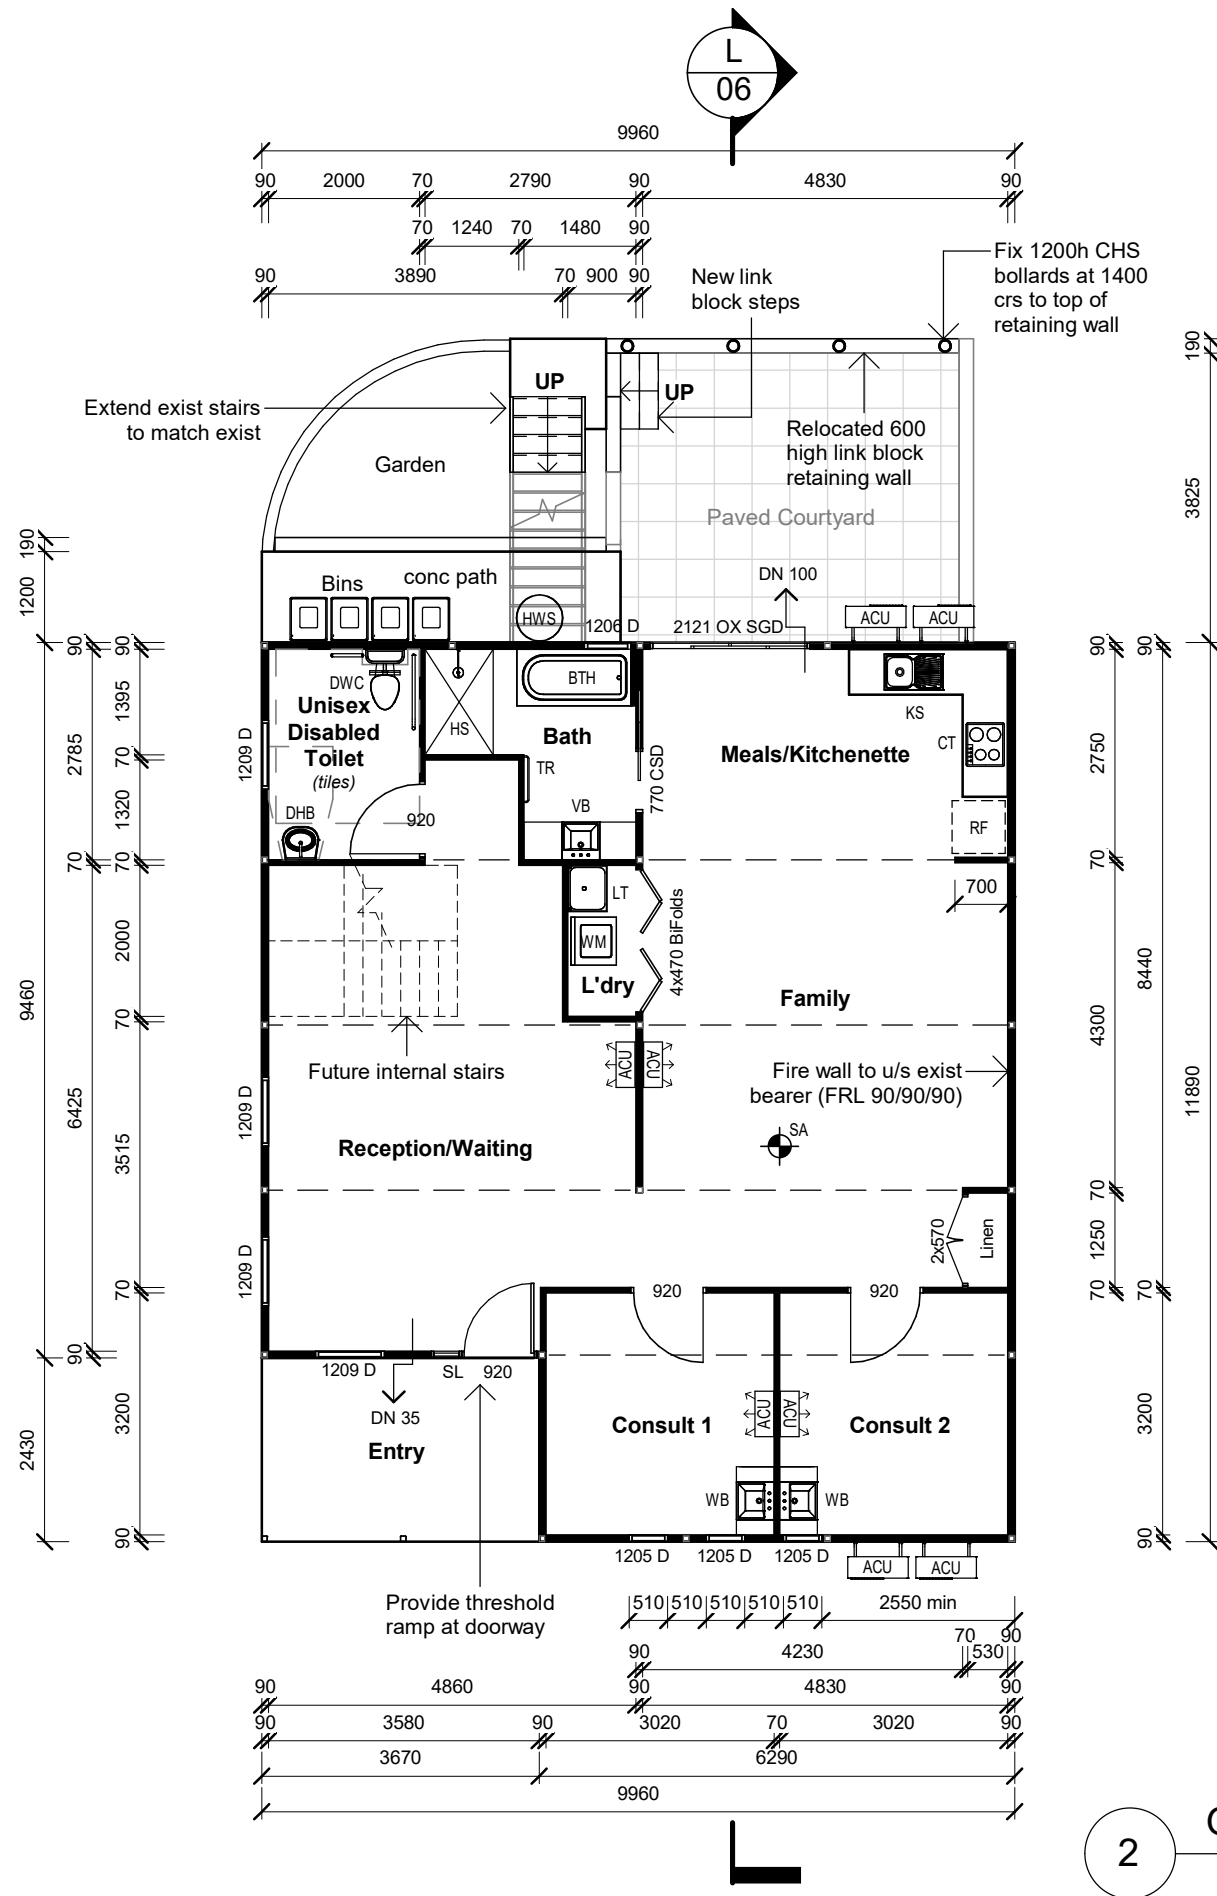 L
06
9960
90 2000 70 2790 90 4830 90
70 1240 70 1480 90
90 3890 70 900 90
New link
block steps
Fix 1200h CHS
bollards at 1400
crs to top of
retaining wall
UP
UP
Extend exist stairs
to match exist
Garden
Relocated 600
high link block
retaining wall
Paved Courtyard
190
3825
190
1200
Bins
conc path
DN 100
HWS
1206 D
2121 OX SGD
ACU
ACU
90
90
90
90
DWC
Unisex
Disabled
Toilet
(tiles)
DHB
920
1209 D
HS
BTH
Bath
TR
VB
770 CSD
Meals/Kitchenette
KS
CT
RF
700
1395
2785
70
1320
70
70
2750
70
LT
WM
L'dry
4x470 BiFolds
Family
2000
9460
70
8440
4300
11890
Future internal stairs
ACU
ACU
Fire wall to u/s exist
bearer (FRL 90/90/90)
SA
1209 D
6425
3515
Reception/Waiting
70
1250
70
70
2x570
Linen
1209 D
70
90
920
920
1209 D
SL
920
DN 35
Entry
3200
2430
90
3200
90
Consult 1
ACU
ACU
Consult 2
WB
WB
1205 D
1205 D
1205 D
ACU
ACU
Provide threshold
ramp at doorway
510 510 510 510 510 2550 min
90 4230 70 530 90
90 4860 90 4830 90
90 3580 90 3020 70 3020 90
3670 6290
9960
2